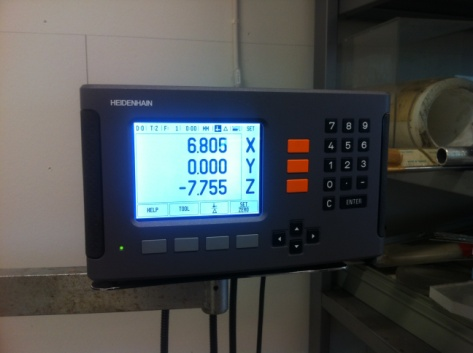 HEIDENHAIN
D:0 T:2 F: 1 0:00 MM SET
6.805 X
0.000 Y
-7.755 Z
HELP TOOL SET ZERO
7 8 9
4 5 6
1 2 3
0 . -
C ENTER